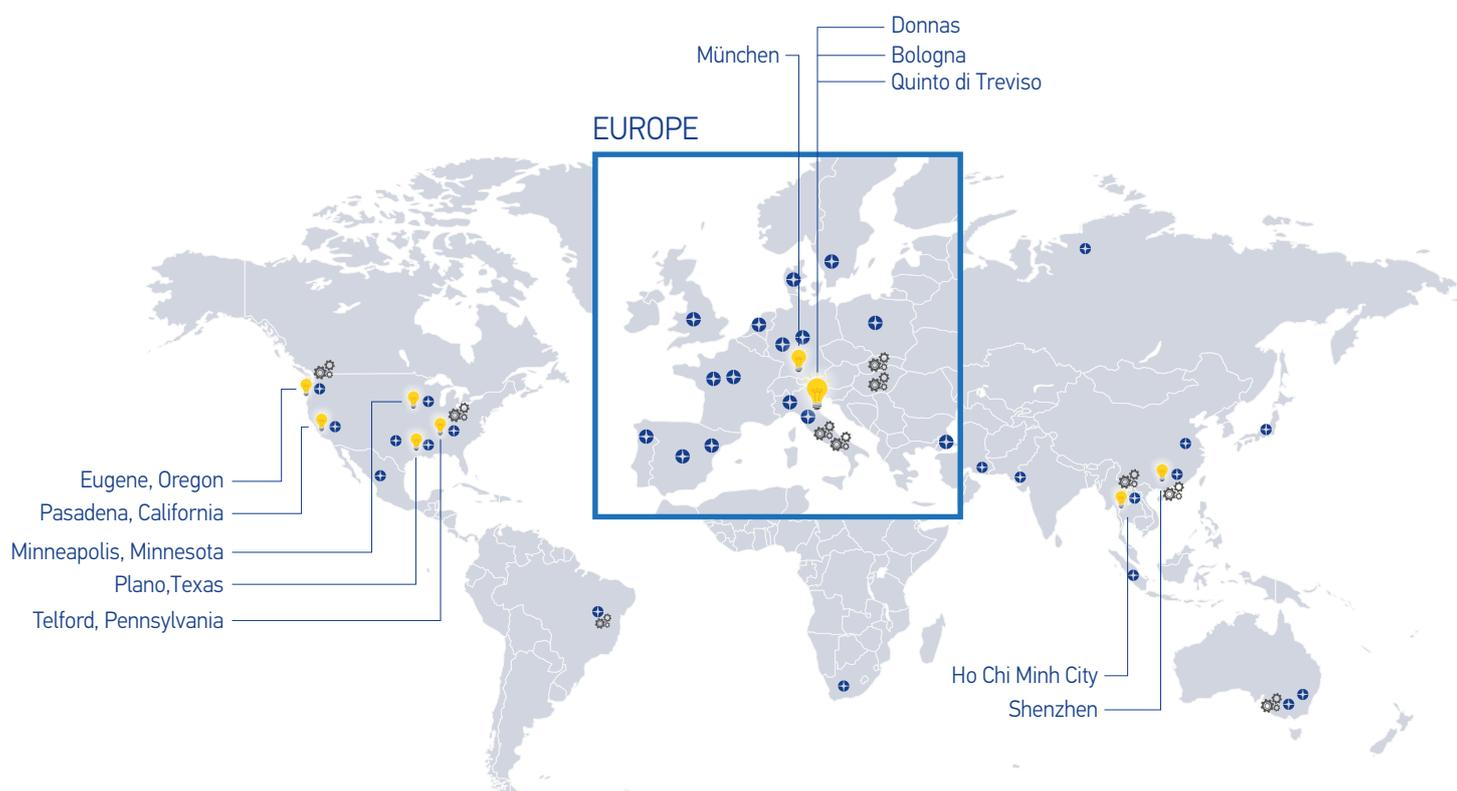 Donnas
München
Bologna
Quinto di Treviso
EUROPE
Eugene, Oregon
Pasadena, California
Minneapolis, Minnesota
Plano,Texas
Telford, Pennsylvania
Ho Chi Minh City
Shenzhen